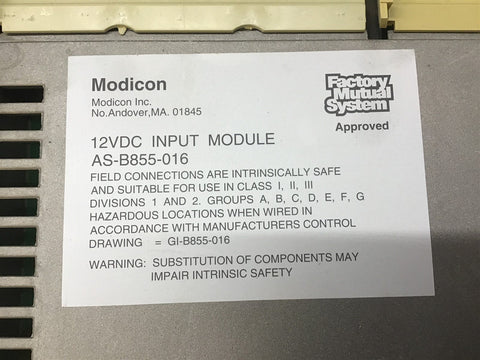 Modicon
Modicon Inc.
No.Andover,MA. 01845
Factory
Mutual
System
Approved
12VDC INPUT MODULE
AS-B855-016
FIELD CONNECTIONS ARE INTRINSICALLY SAFE
AND SUITABLE FOR USE IN CLASS I, II, III
DIVISIONS 1 AND 2. GROUPS A, B, C, D, E, F, G
HAZARDOUS LOCATIONS WHEN WIRED IN
ACCORDANCE WITH MANUFACTURERS CONTROL
DRAWING = GI-B855-016
WARNING: SUBSTITUTION OF COMPONENTS MAY
IMPAIR INTRINSIC SAFETY